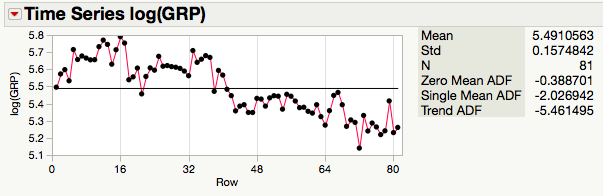 Time Series log(GRP)
5.8
5.7
5.6
5.5
5.4
5.3
5.2
5.1
log(GRP)
0 16 32 48 64 80
Row
Mean 5.4910563
Std 0.1574842
N 81
Zero Mean ADF -0.388701
Single Mean ADF -2.026942
Trend ADF -5.461495